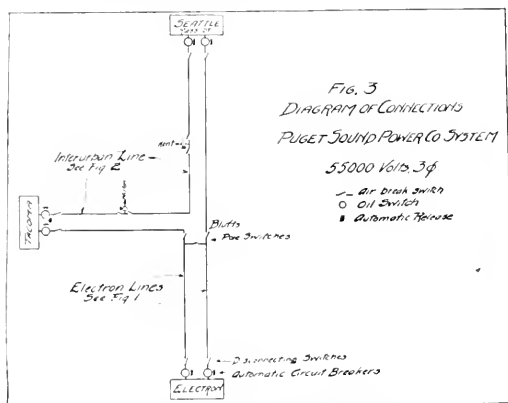 SEATTLE
FIG. 3
DIAGRAM OF CONNECTIONS
PUGET SOUND POWER CO SYSTEM
55000 VOLTS, 3φ
Air break switch
Oil Switch
Automatic Release
Kent
Interurban Line
See Fig 2
TACOMA
Bluffs
Pole Switches
Electron Lines
See Fig 1
Disconnecting Switches
Automatic Circuit Breakers
ELECTRON